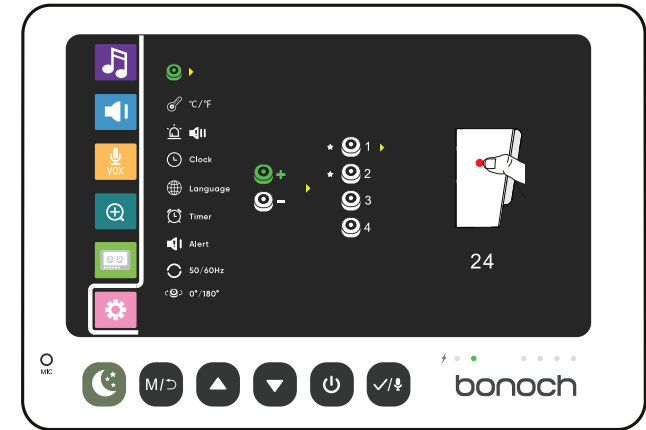 °C/°F
Clock
Language
Timer
Alert
50/60Hz
0°/180°
VOX
+
-
1
2
3
4
24
MIC
M/
/
bonoch